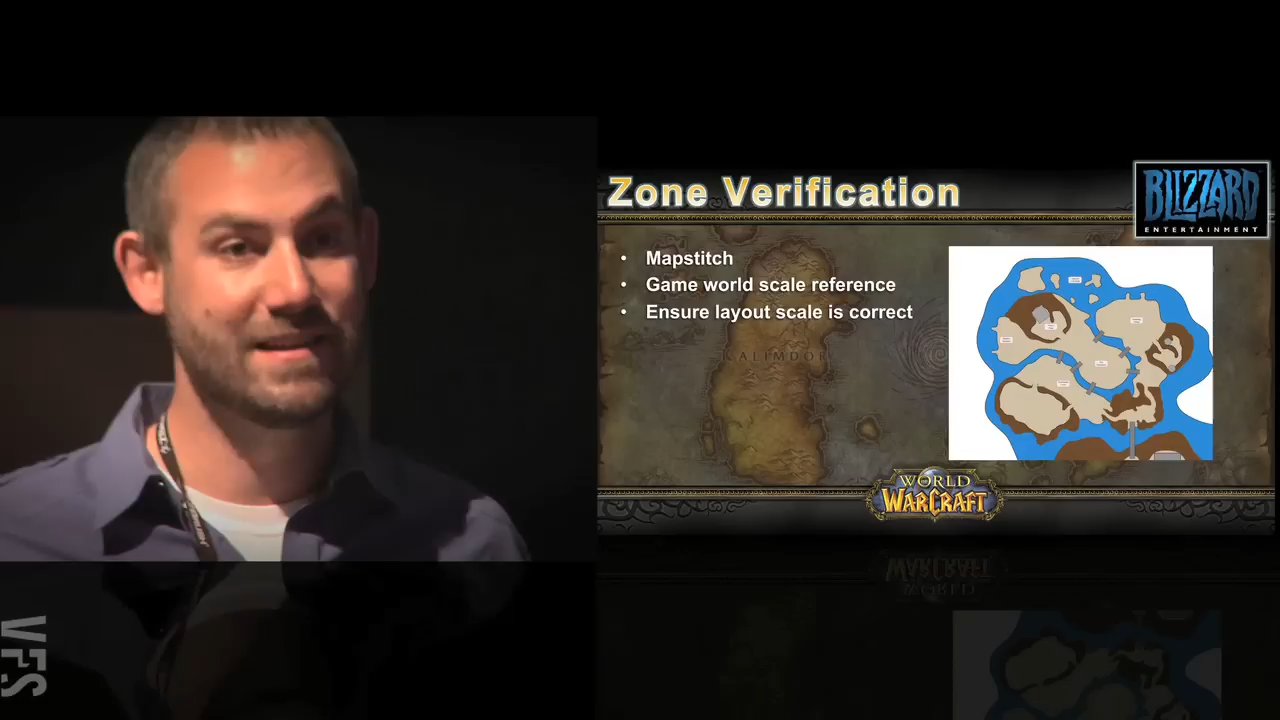 Zone Verification
BLIZZARD
ENTERTAINMENT
• Mapstitch
• Game world scale reference
• Ensure layout scale is correct
KALIMDOR
WORLD
WARCRAFT
VFS